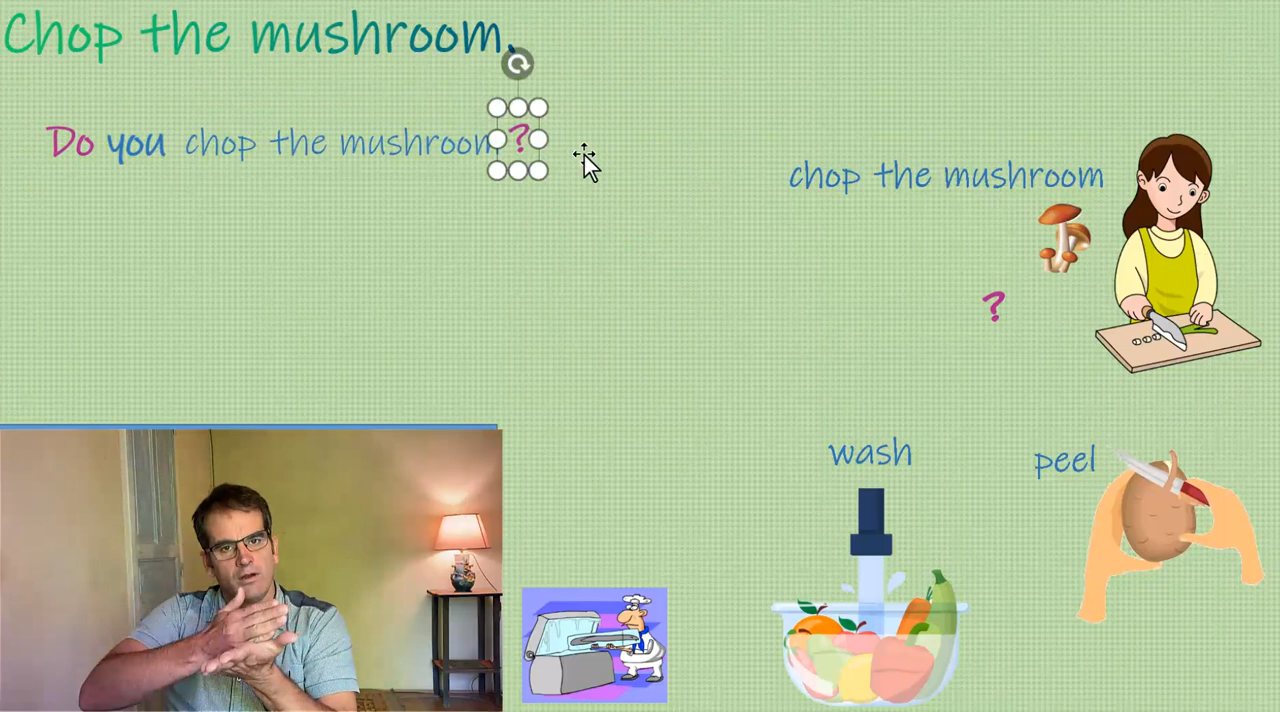 Chop the mushroom.
Do you chop the mushroom ?
chop the mushroom
?
wash
peel